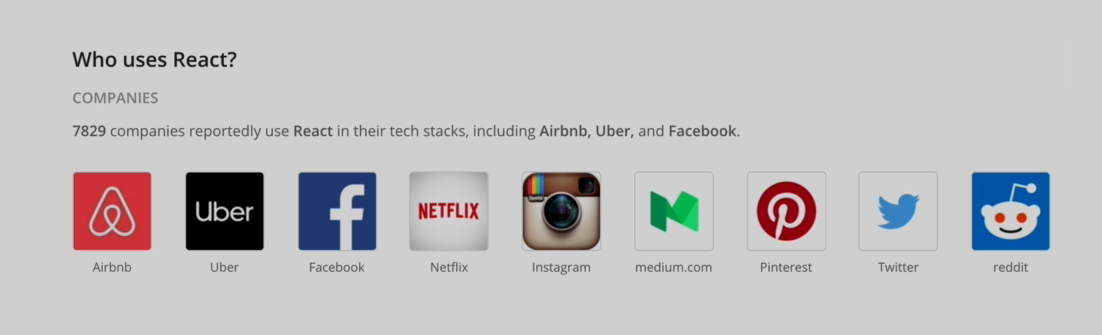 Who uses React?
COMPANIES
7829 companies reportedly use React in their tech stacks, including Airbnb, Uber, and Facebook.
Uber
NETFLIX
Insta
Airbnb
Uber
Facebook
Netflix
Instagram
medium.com
Pinterest
Twitter
reddit